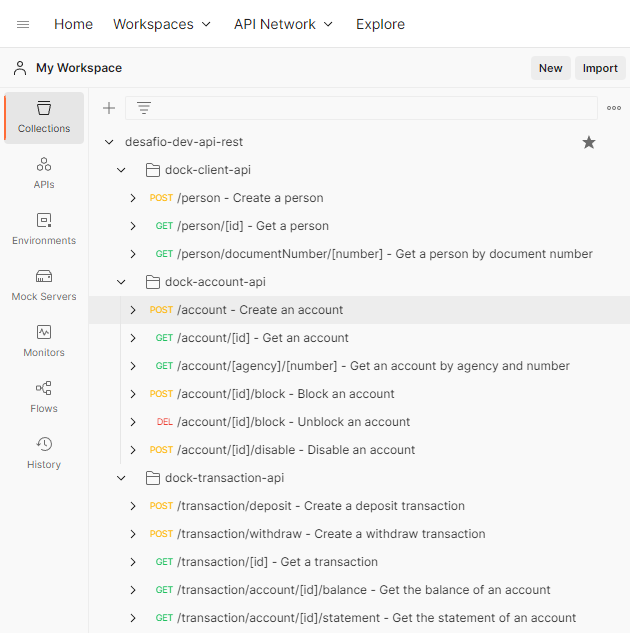 Home Workspaces API Network Explore
My Workspace New Import
Collections
APIs
Environments
Mock Servers
Monitors
Flows
History
desafio-dev-api-rest
dock-client-api
POST /person - Create a person
GET /person/[id] - Get a person
GET /person/documentNumber/[number] - Get a person by document number
dock-account-api
POST /account - Create an account
GET /account/[id] - Get an account
GET /account/[agency]/[number] - Get an account by agency and number
POST /account/[id]/block - Block an account
DEL /account/[id]/block - Unblock an account
POST /account/[id]/disable - Disable an account
dock-transaction-api
POST /transaction/deposit - Create a deposit transaction
POST /transaction/withdraw - Create a withdraw transaction
GET /transaction/[id] - Get a transaction
GET /transaction/account/[id]/balance - Get the balance of an account
GET /transaction/account/[id]/statement - Get the statement of an account